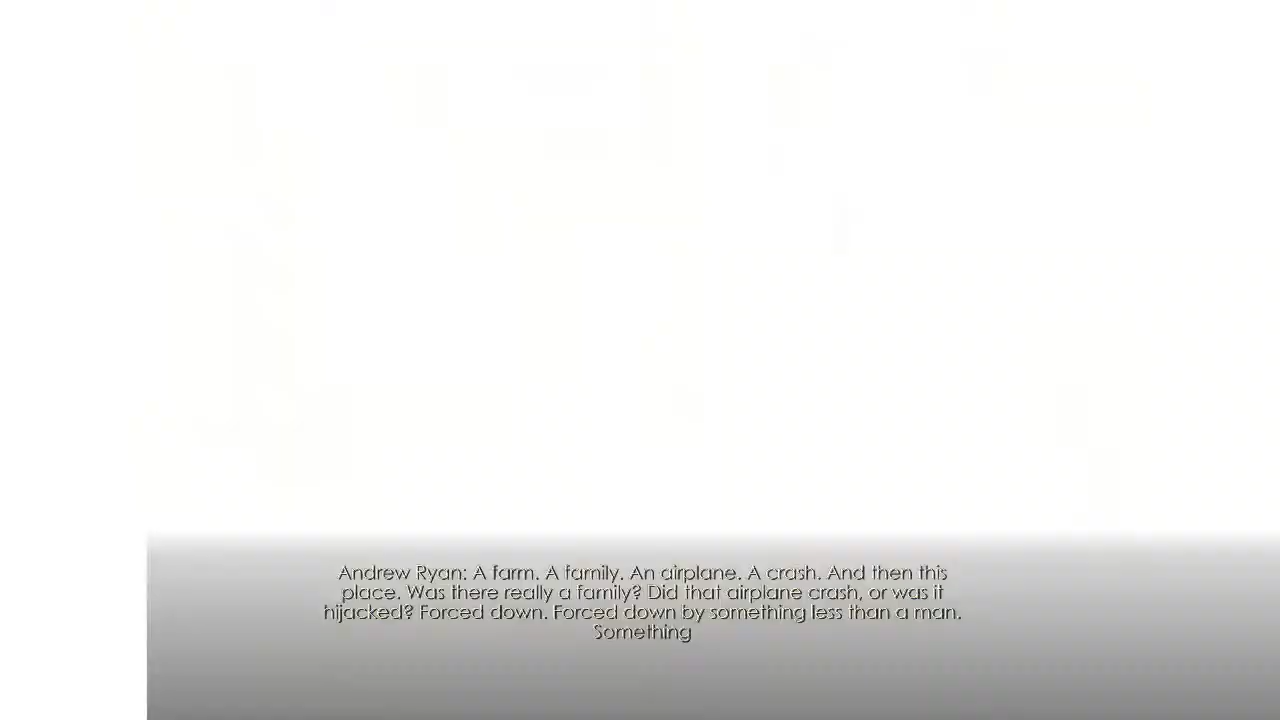 Andrew Ryan: A farm. A family. An airplane. A crash. And then this
place. Was there really a family? Did that airplane crash, or was it
hijacked? Forced down. Forced down by something less than a man.
Something